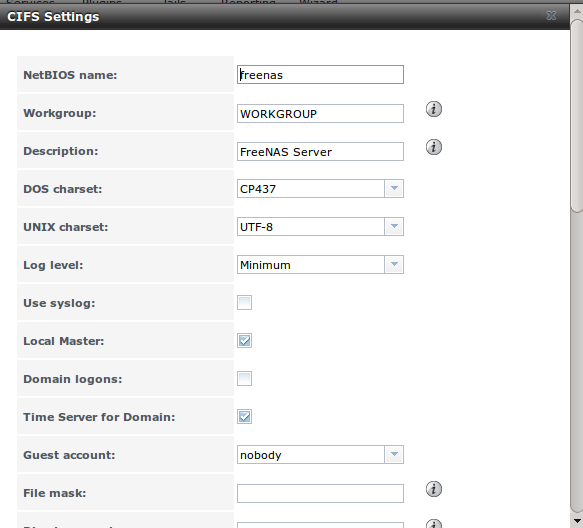 CIFS Settings
NetBIOS name: freenas
Workgroup: WORKGROUP
Description: FreeNAS Server
DOS charset: CP437
UNIX charset: UTF-8
Log level: Minimum
Use syslog:
Local Master:
Domain logons:
Time Server for Domain:
Guest account: nobody
File mask: